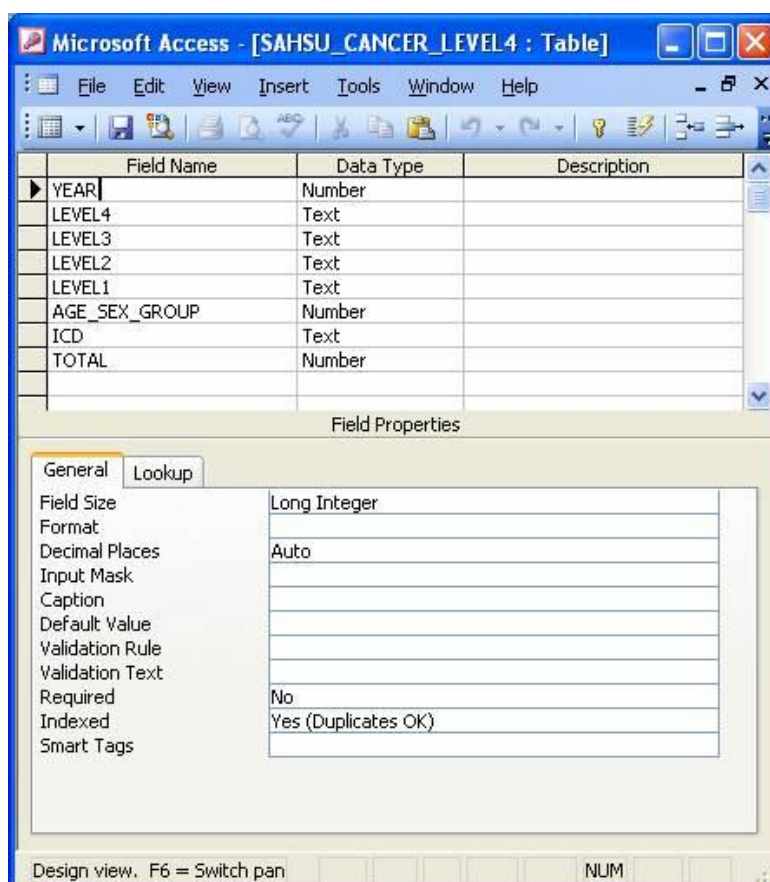 Microsoft Access - [SAHSU_CANCER_LEVEL4 : Table]
File Edit View Insert Tools Window Help
ABC
Field Name Data Type Description
YEAR Number
LEVEL4 Text
LEVEL3 Text
LEVEL2 Text
LEVEL1 Text
AGE_SEX_GROUP Number
ICD Text
TOTAL Number
Field Properties
General Lookup
Field Size Long Integer
Format
Decimal Places Auto
Input Mask
Caption
Default Value
Validation Rule
Validation Text
Required No
Indexed Yes (Duplicates OK)
Smart Tags
Design view. F6 = Switch pan NUM